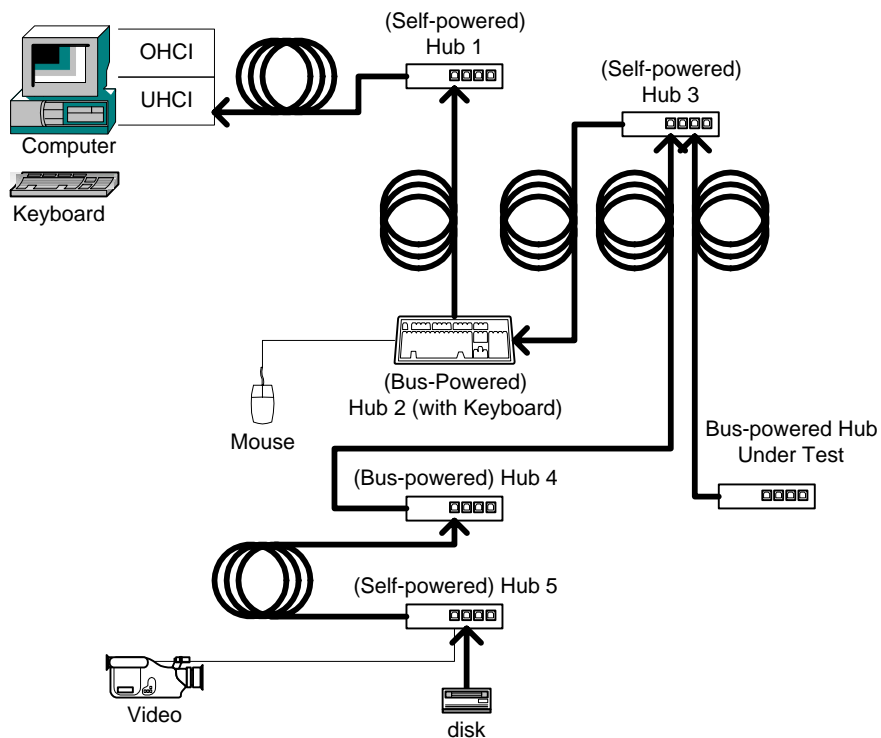 (Self-powered)
Hub 1
OHCI
UHCI
(Self-powered)
Hub 3
Computer
Keyboard
(Bus-Powered)
Hub 2 (with Keyboard)
Mouse
Bus-powered Hub
Under Test
(Bus-powered) Hub 4
(Self-powered) Hub 5
Video
disk